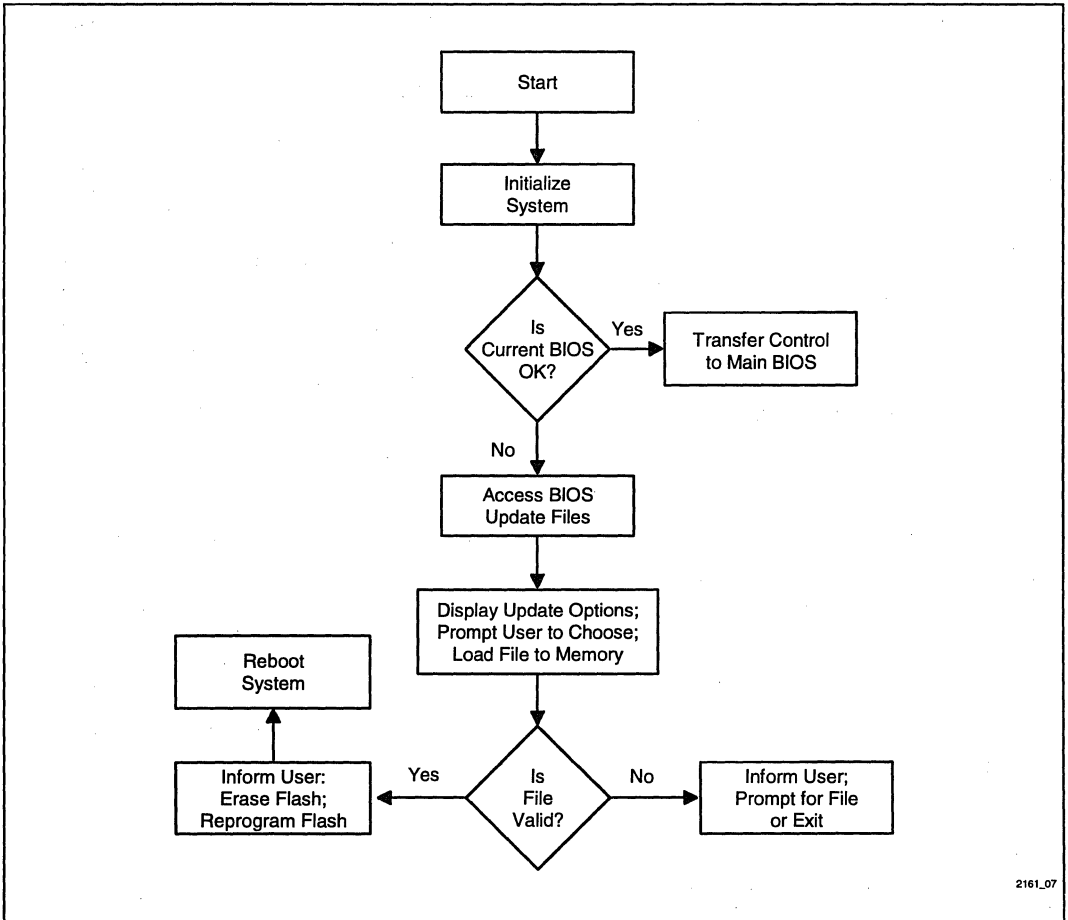 Start
Initialize
System
Is
Current BIOS
OK?
Yes
Transfer Control
to Main BIOS
No
Access BIOS
Update Files
Display Update Options;
Prompt User to Choose;
Load File to Memory
Reboot
System
Is
File
Valid?
Yes
Inform User:
Erase Flash;
Reprogram Flash
No
Inform User;
Prompt for File
or Exit
2161_07